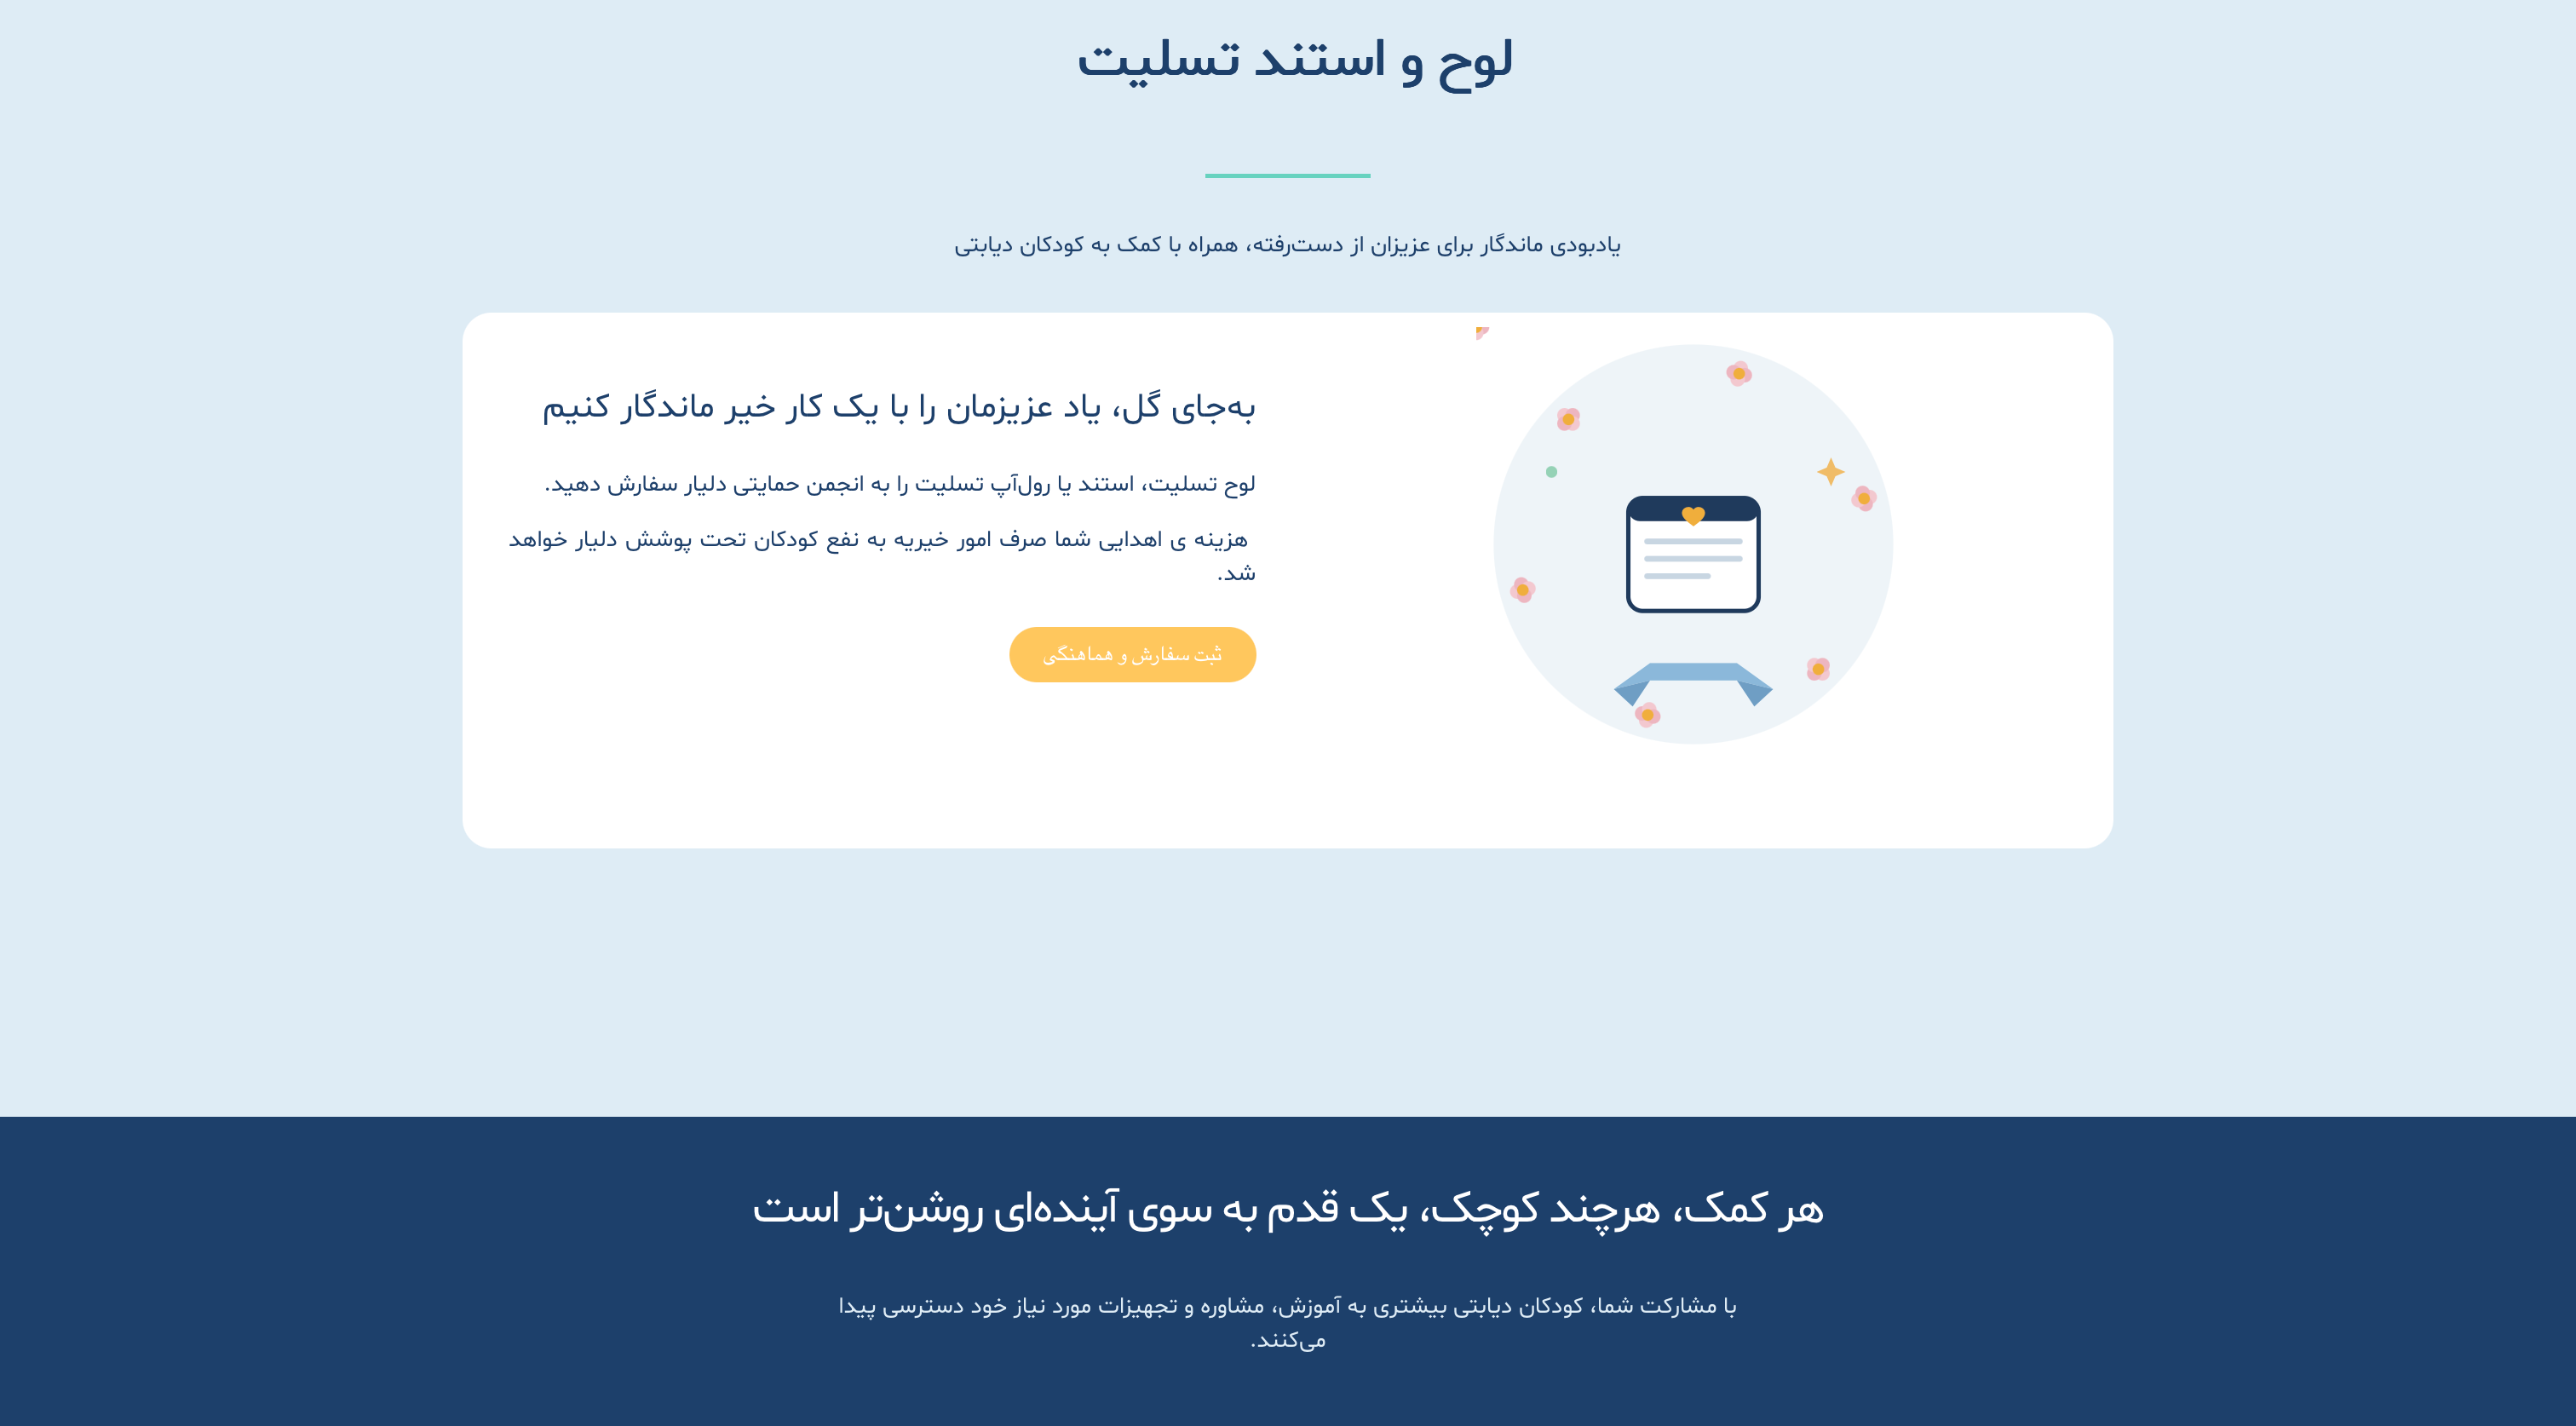 لوح و استند تسلیت
یادبودی ماندگار برای عزیزان از دست‌رفته، همراه با کمک به کودکان دیابتی
به‌جای گل، یاد عزیزمان را با یک کار خیر ماندگار کنیم
لوح تسلیت، استند یا رول‌آپ تسلیت را به انجمن حمایتی دلیار سفارش دهید.
هزینه ی اهدایی شما صرف امور خیریه به نفع کودکان تحت پوشش دلیار خواهد
شد.
ثبت سفارش و هماهنگی
هر کمک، هرچند کوچک، یک قدم به سوی آینده‌ای روشن‌تر است
با مشارکت شما، کودکان دیابتی بیشتری به آموزش، مشاوره و تجهیزات مورد نیاز خود دسترسی پیدا
می‌کنند.